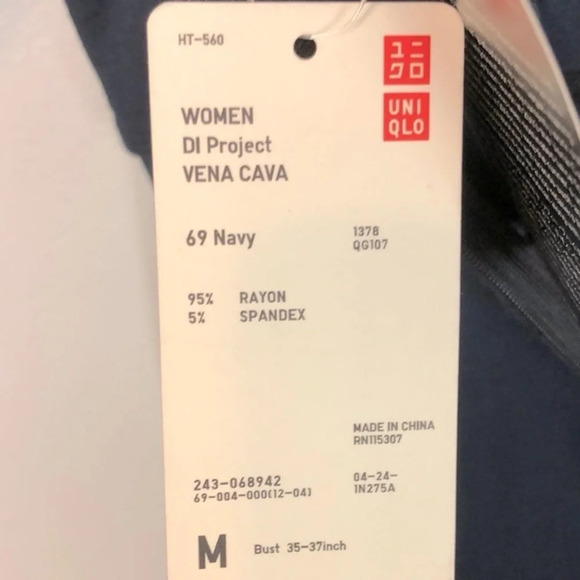 HT-560
ユニ
クロ
UNI
QLO
WOMEN
DI Project
VENA CAVA
69 Navy
1378
QG107
95% RAYON
5% SPANDEX
MADE IN CHINA
RN115307
243-068942
69-004-000(12-04)
04-24-
1N275A
M
Bust 35-37inch